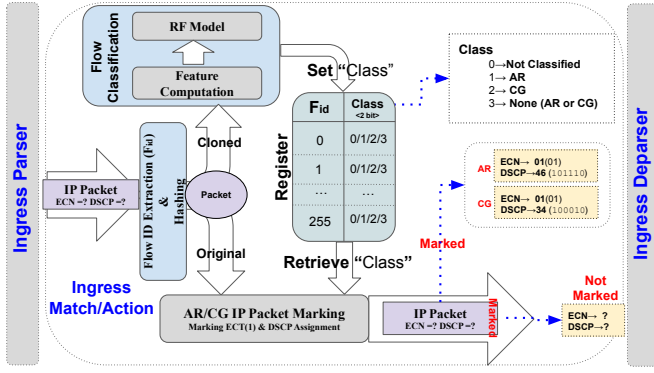 Ingress Parser
Flow
Classification
RF Model
Feature
Computation
Set "Class"
Class
0→Not Classified
1→ AR
2→ CG
3→ None (AR or CG)
Ingress Deparser
IP Packet
ECN =? DSCP =?
Flow ID Extraction (Fid)
&
Hashing
Cloned
Packet
Original
Register
Fid
Class
<2 bit>
0
0/1/2/3
1
0/1/2/3
...
...
255
0/1/2/3
AR
ECN→ 01(01)
DSCP→46 (101110)
CG
ECN→ 01(01)
DSCP→34 (100010)
Marked
Retrieve "Class"
Ingress
Match/Action
AR/CG IP Packet Marking
Marking ECT(1) & DSCP Assignment
IP Packet
ECN =? DSCP =?
Marked
Not
Marked
ECN→ ?
DSCP→?